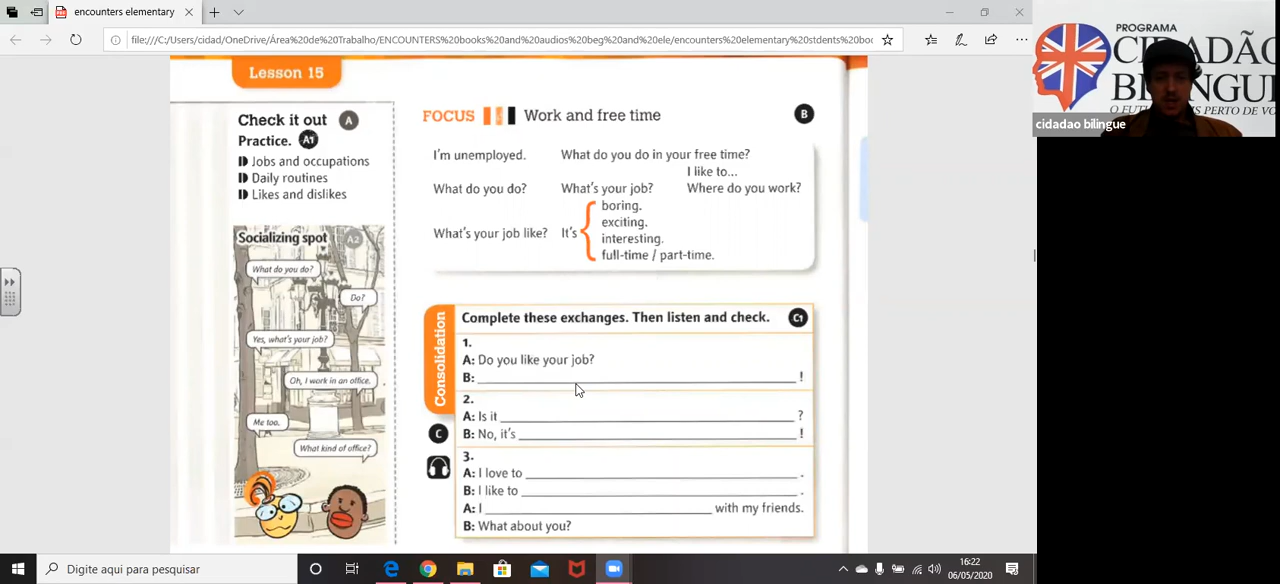 encounters elementary
file:///C:/Users/cidad/OneDrive/Área%20de%20Trabalho/ENCOUNTERS%20books%20and%20audios%20beg%20and%20ele/encounters%20elementary%20stdents%20boo
PROGRAMA
CIDADÃO
cidadao bilingue
Lesson 15
Check it out A
Practice. A1
Jobs and occupations
Daily routines
Likes and dislikes
Socializing spot A2
What do you do?
Do?
Yes, what's your job?
Oh, I work in an office.
Me too.
What kind of office?
FOCUS Work and free time B
I'm unemployed. What do you do in your free time?
I like to...
What do you do? What's your job? Where do you work?
boring.
exciting.
What's your job like? It's
interesting.
full-time / part-time.
Consolidation
Complete these exchanges. Then listen and check. C1
1.
A: Do you like your job?
B: !
2.
A: Is it ?
C
B: No, it's !
3.
A: I love to .
B: I like to .
A: I with my friends.
B: What about you?
Digite aqui para pesquisar
16:22
06/05/2020